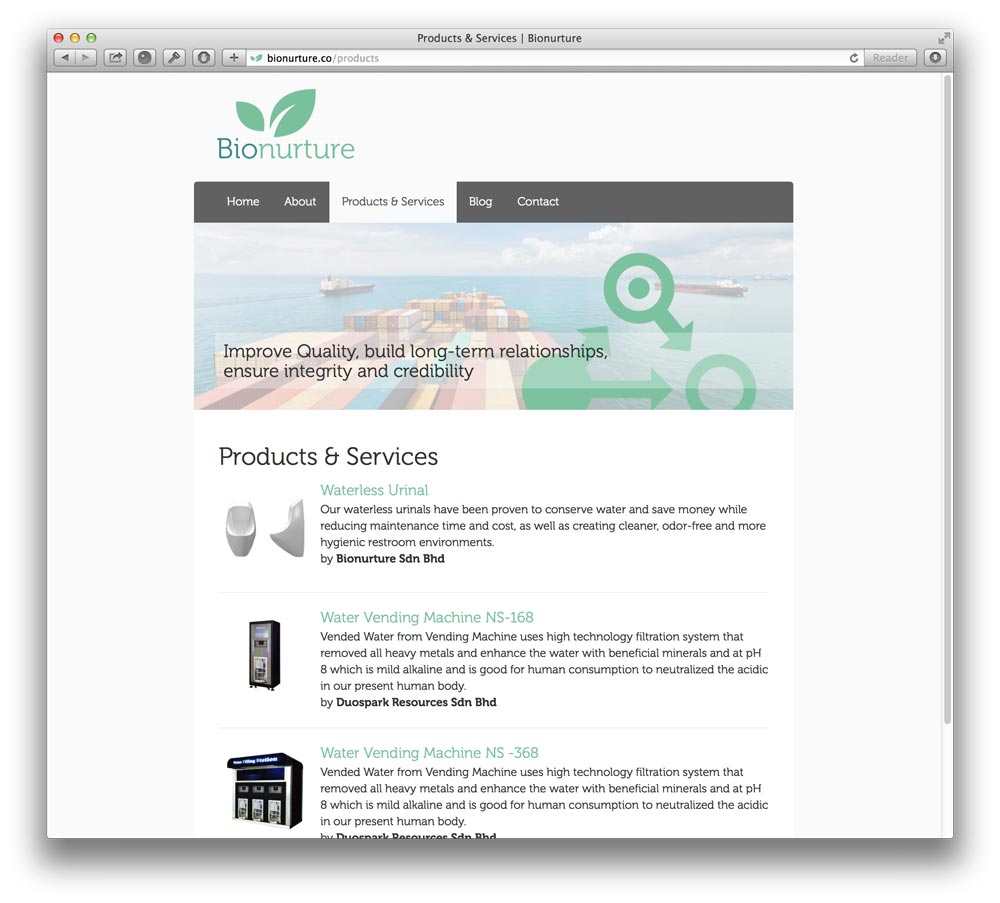 Products & Services | Bionurture
bionurture.co/products
Reader
Bionurture
Home About Products & Services Blog Contact
Improve Quality, build long-term relationships,
ensure integrity and credibility
Products & Services
Waterless Urinal
Our waterless urinals have been proven to conserve water and save money while
reducing maintenance time and cost, as well as creating cleaner, odor-free and more
hygienic restroom environments.
by Bionurture Sdn Bhd
Water Vending Machine NS-168
Vended Water from Vending Machine uses high technology filtration system that
removed all heavy metals and enhance the water with beneficial minerals and at pH
8 which is mild alkaline and is good for human consumption to neutralized the acidic
in our present human body.
by Duospark Resources Sdn Bhd
Water Filling Station
Water Vending Machine NS -368
Vended Water from Vending Machine uses high technology filtration system that
removed all heavy metals and enhance the water with beneficial minerals and at pH
8 which is mild alkaline and is good for human consumption to neutralized the acidic
in our present human body.
by Duospark Resources Sdn Bhd